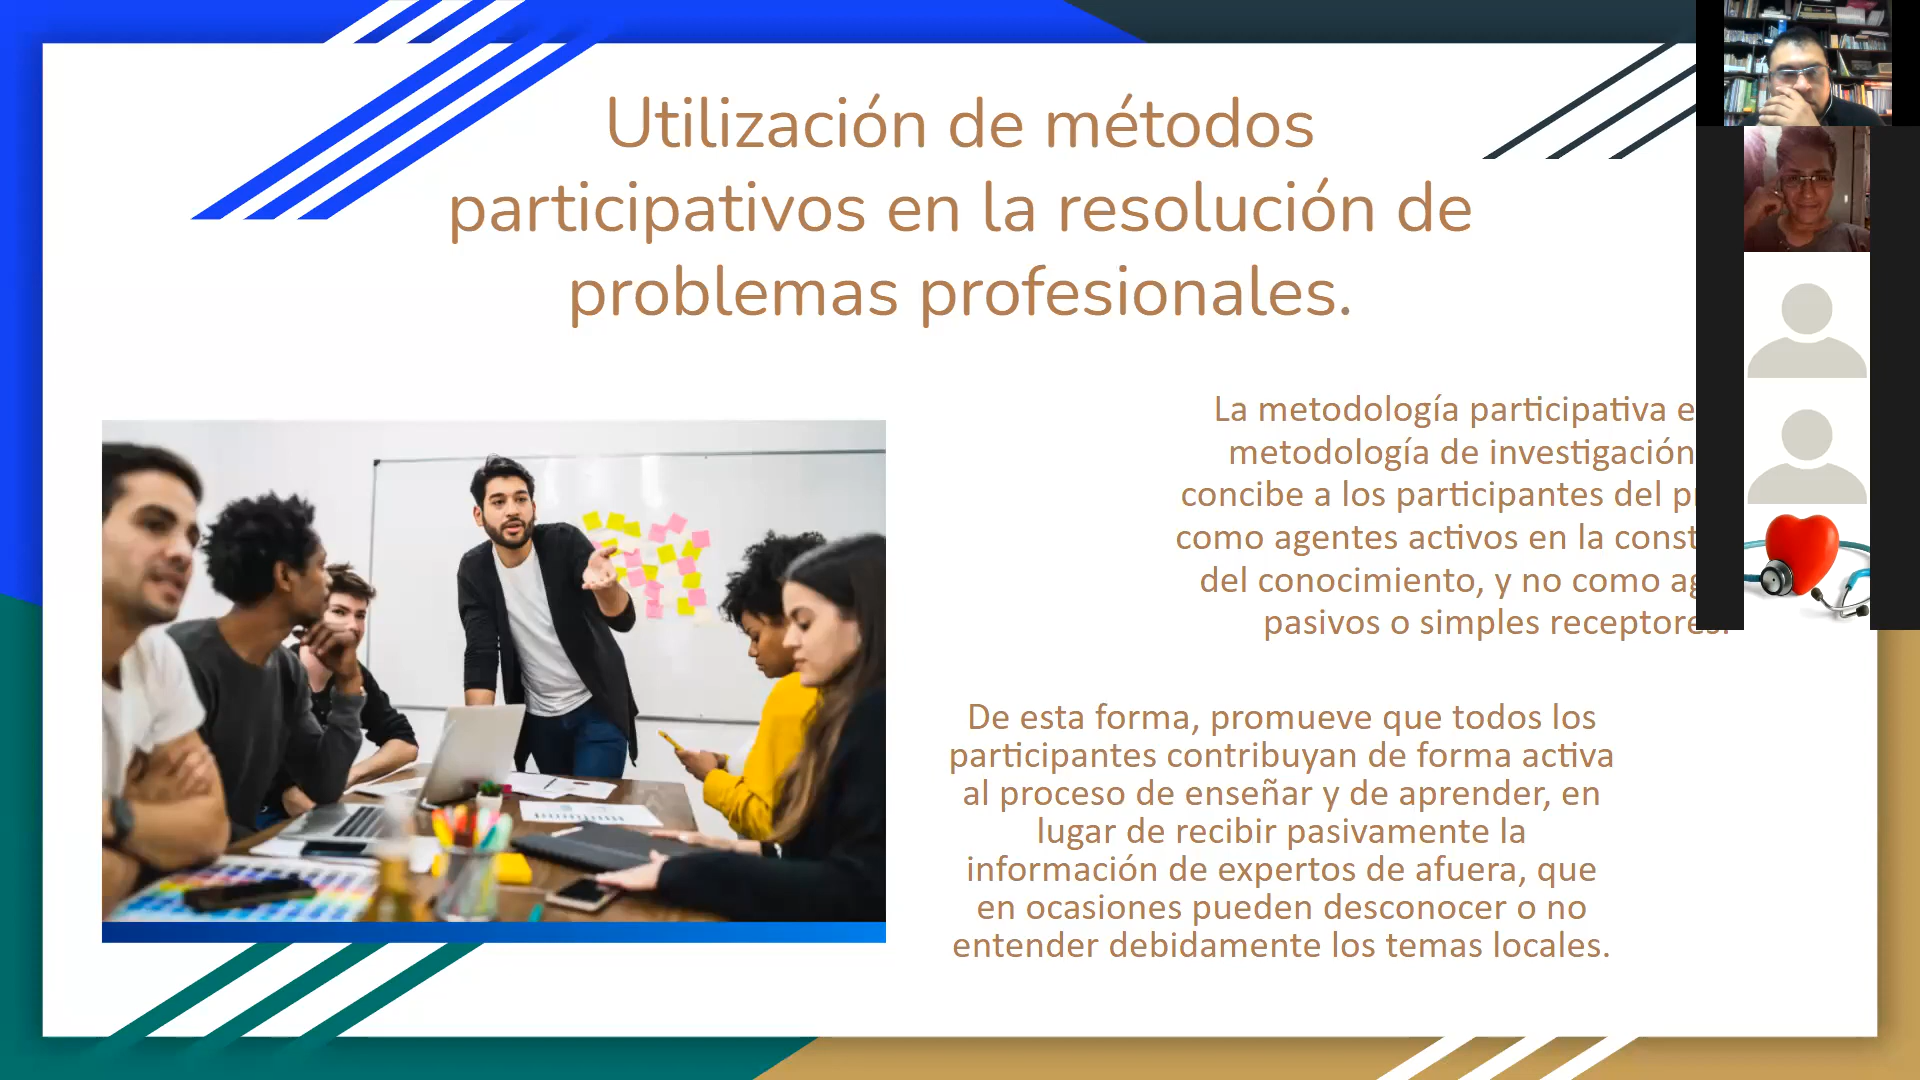 Utilización de métodos
participativos en la resolución de
problemas profesionales.
La metodología participativa e
metodología de investigación
concibe a los participantes del
como agentes activos en la
del conocimiento, y no como
pasivos o simples receptores.
De esta forma, promueve que todos los
participantes contribuyan de forma activa
al proceso de enseñar y de aprender, en
lugar de recibir pasivamente la
información de expertos de afuera, que
en ocasiones pueden desconocer o no
entender debidamente los temas locales.